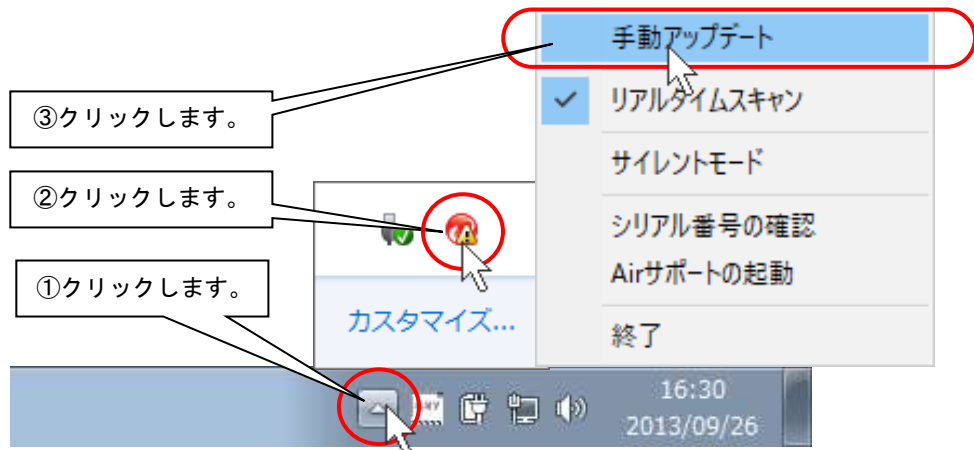 手動アップデート
③クリックします。
リアルタイムスキャン
サイレントモード
②クリックします。
シリアル番号の確認
Airサポートの起動
①クリックします。
カスタマイズ...
終了
16:30
2013/09/26